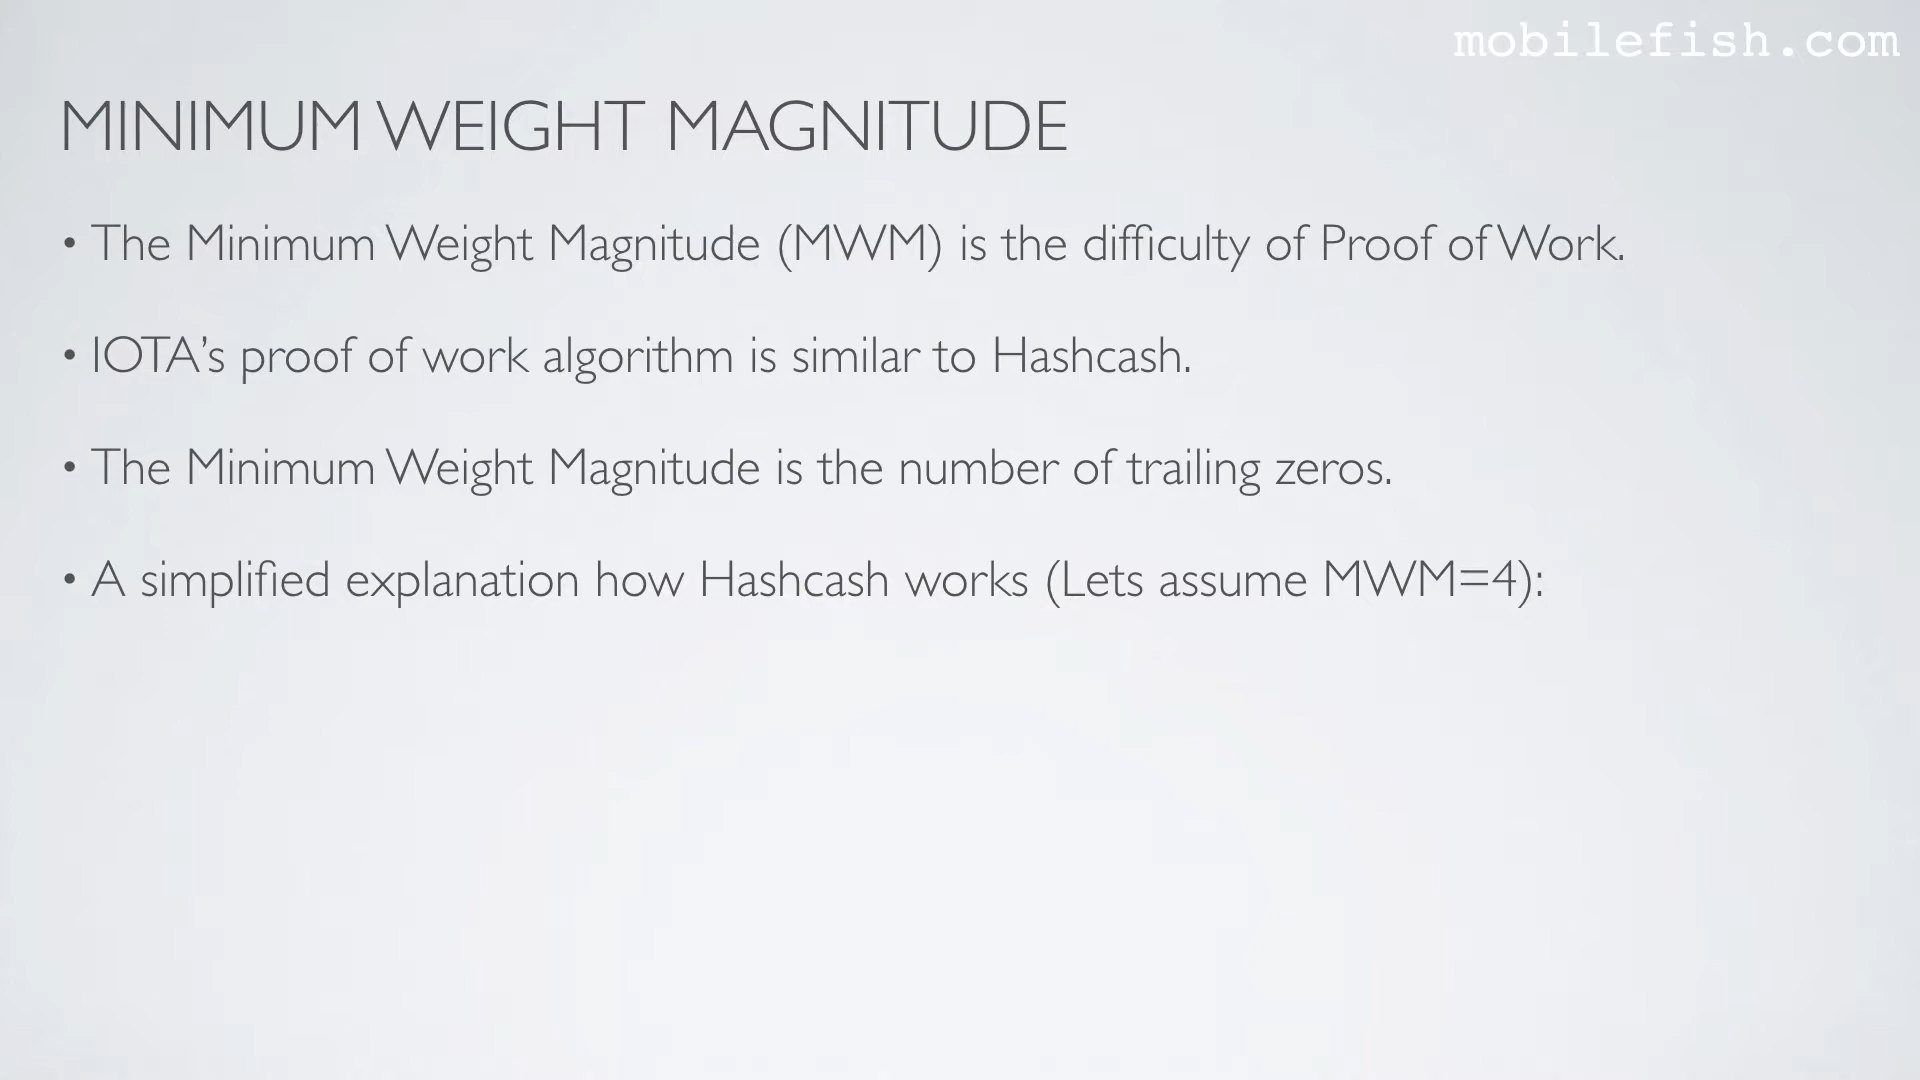 mobilefish.com
MINIMUM WEIGHT MAGNITUDE
• The Minimum Weight Magnitude (MWM) is the difficulty of Proof of Work.
• IOTA’s proof of work algorithm is similar to Hashcash.
• The Minimum Weight Magnitude is the number of trailing zeros.
• A simplified explanation how Hashcash works (Lets assume MWM=4):